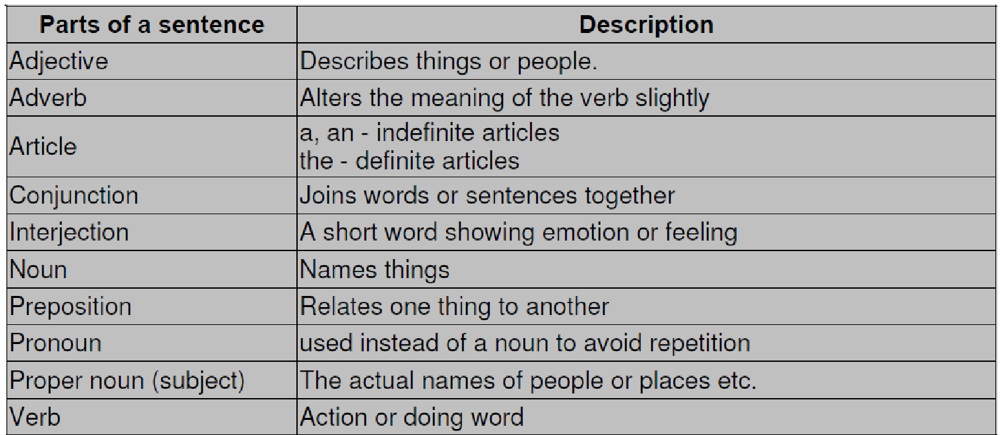 Parts of a sentence Description
Adjective Describes things or people.
Adverb Alters the meaning of the verb slightly
Article a, an - indefinite articles
the - definite articles
Conjunction Joins words or sentences together
Interjection A short word showing emotion or feeling
Noun Names things
Preposition Relates one thing to another
Pronoun used instead of a noun to avoid repetition
Proper noun (subject) The actual names of people or places etc.
Verb Action or doing word